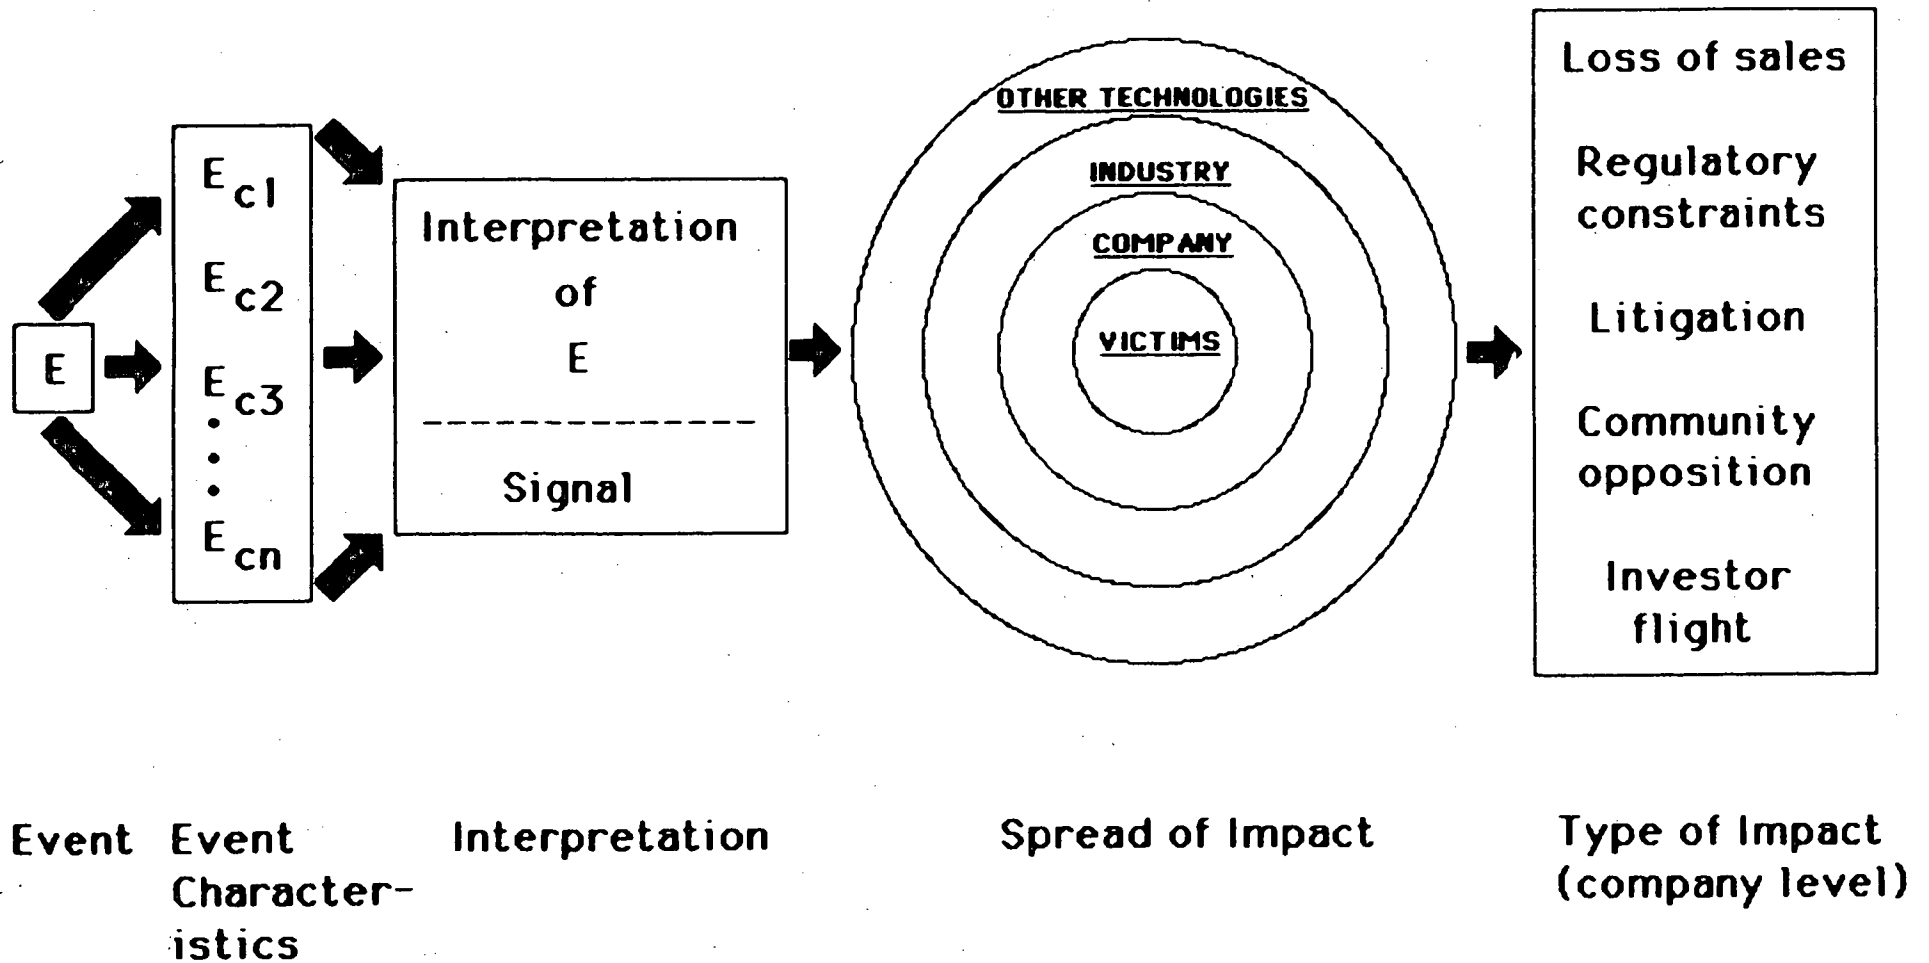 E
E c1
E c2
E c3
E cn
Interpretation
of
E
Signal
OTHER TECHNOLOGIES
INDUSTRY
COMPANY
VICTIMS
Loss of sales
Regulatory
constraints
Litigation
Community
opposition
Investor
flight
Event
Event
Character-
istics
Interpretation
Spread of Impact
Type of Impact
(company level)